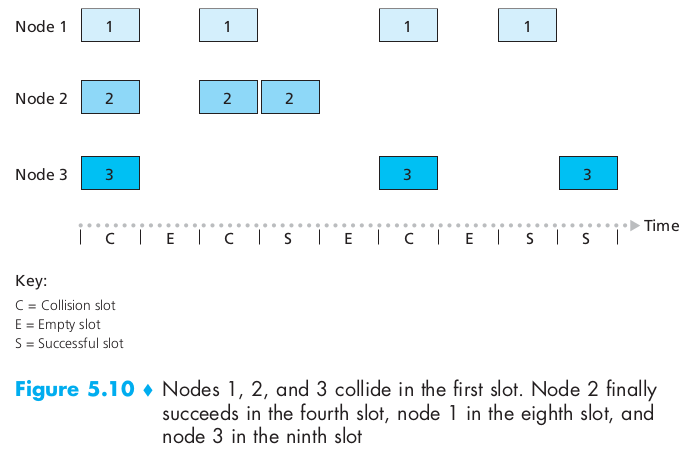 Node 1 1 1 1 1
Node 2 2 2 2
Node 3 3 3 3
Time
C E C S E C E S S
Key:
C = Collision slot
E = Empty slot
S = Successful slot
Figure 5.10 ♦ Nodes 1, 2, and 3 collide in the first slot. Node 2 finally
succeeds in the fourth slot, node 1 in the eighth slot, and
node 3 in the ninth slot